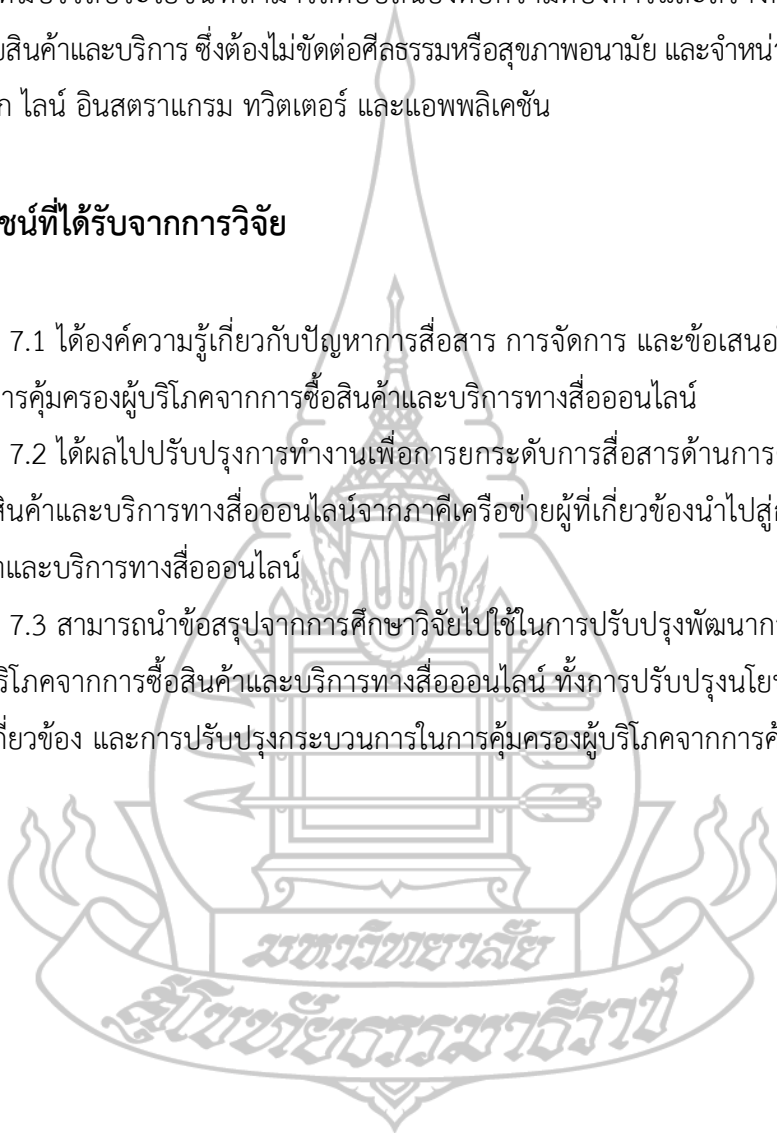 ยสินค้าและบริการ ซึ่งต้องไม่ขัดต่อศีลธรรมหรือสุขภาพอนามัย และจำหน่า
ก ไลน์ อินสตราแกรม ทวิตเตอร์ และแอพพลิเคชัน
ชน์ที่ได้รับจากการวิจัย
7.1 ได้องค์ความรู้เกี่ยวกับปัญหาการสื่อสาร การจัดการ และข้อเสนอ
ารคุ้มครองผู้บริโภคจากการซื้อสินค้าและบริการทางสื่อออนไลน์
7.2 ได้ผลไปปรับปรุงการทำงานเพื่อการยกระดับการสื่อสารด้านการ
สินค้าและบริการทางสื่อออนไลน์จากภาคีเครือข่ายผู้ที่เกี่ยวข้องนำไปสู่
าและบริการทางสื่อออนไลน์
7.3 สามารถนำข้อสรุปจากการศึกษาวิจัยไปใช้ในการปรับปรุงพัฒนากา
ริโภคจากการซื้อสินค้าและบริการทางสื่อออนไลน์ ทั้งการปรับปรุงนโย
กี่ยวข้อง และการปรับปรุงกระบวนการในการคุ้มครองผู้บริโภคจากการค้
มหาวิทยาลัย
สุโขทัยธรรมาธิราช